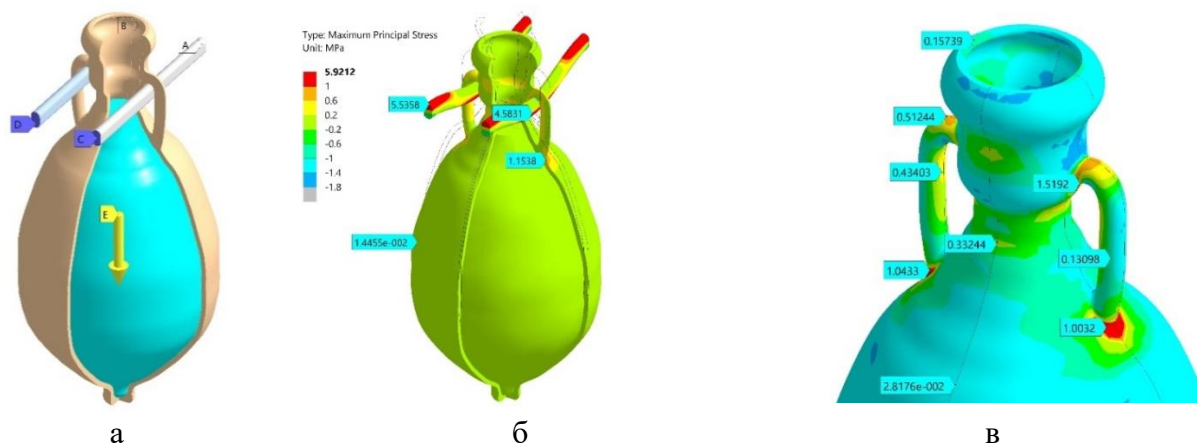 B
A
D
C
E
Type: Maximum Principal Stress
Unit: MPa
5.9212
1
0.6
0.2
-0.2
-0.6
-1
-1.4
-1.8
5.5358
4.5831
1.1538
1.4455e-002
0.15739
0.51244
0.43403
1.5192
0.33244
0.13098
1.0433
1.0032
2.8176e-002
а
б
в